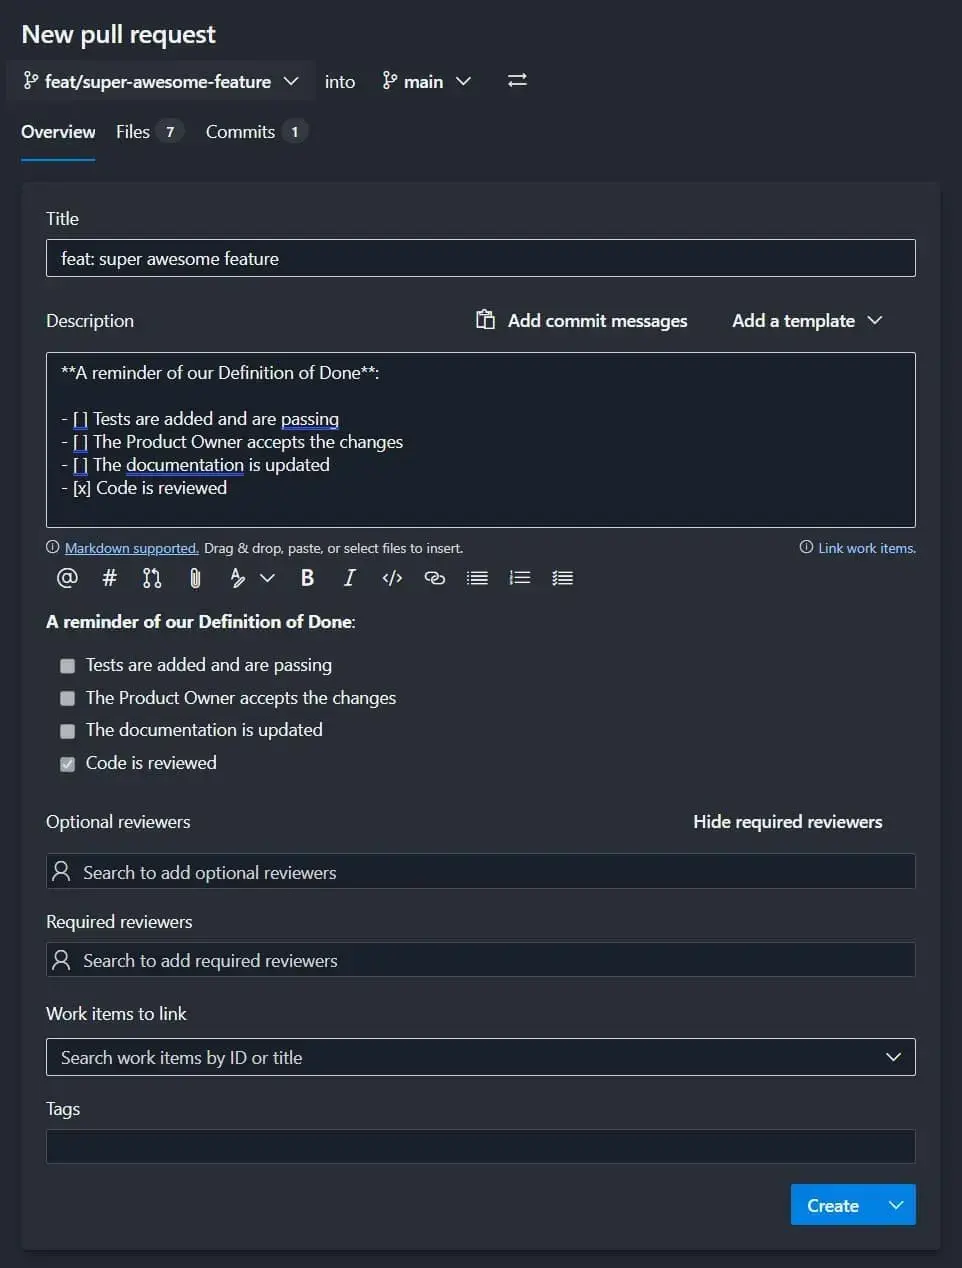 New pull request
feat/super-awesome-feature into main
Overview Files 7 Commits 1
Title
feat: super awesome feature
Description Add commit messages Add a template
**A reminder of our Definition of Done**:
- [ ] Tests are added and are passing
- [ ] The Product Owner accepts the changes
- [ ] The documentation is updated
- [x] Code is reviewed
Markdown supported. Drag & drop, paste, or select files to insert. Link work items.
@ # B I </>
A reminder of our Definition of Done:
Tests are added and are passing
The Product Owner accepts the changes
The documentation is updated
Code is reviewed
Optional reviewers Hide required reviewers
Search to add optional reviewers
Required reviewers
Search to add required reviewers
Work items to link
Search work items by ID or title
Tags
Create